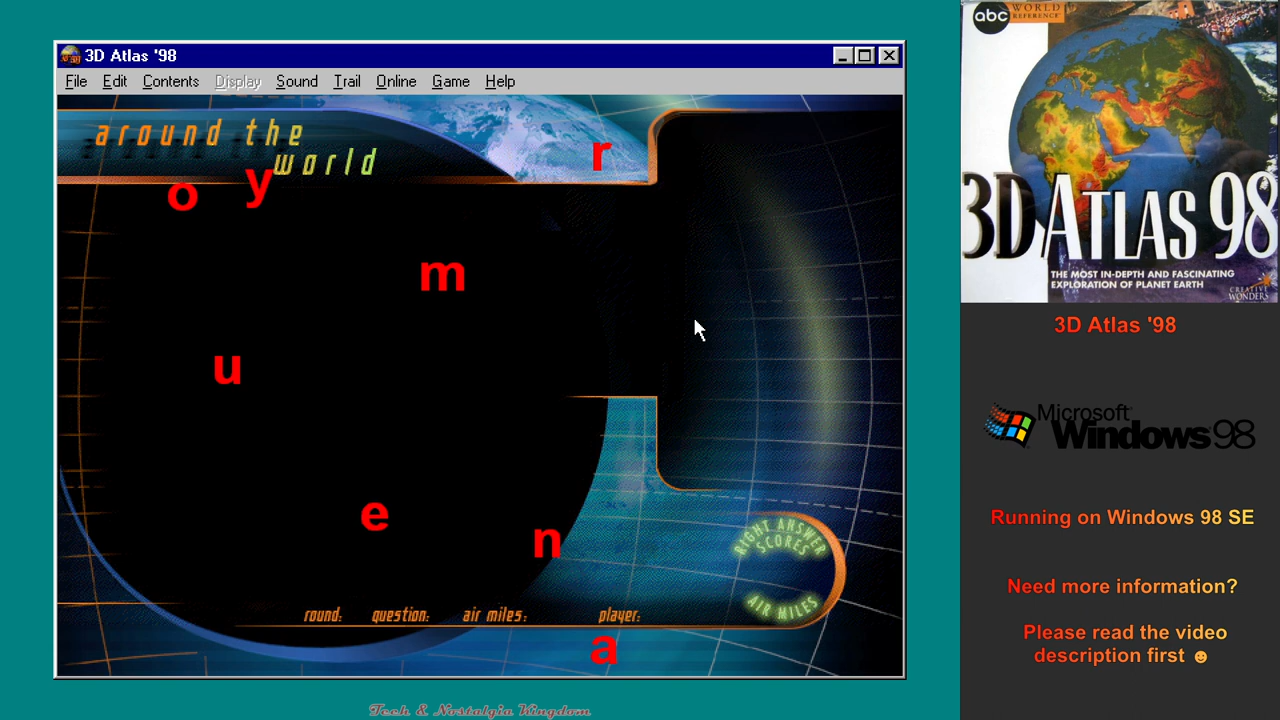 3D Atlas '98
File Edit Contents Display Sound Trail Online Game Help
around the
world
r
o
y
m
u
e
n
RIGHT ANSWER
SCORES
AIR MILES
round: question: air miles: player:
a
Tech & Nostalgia Kingdom
abc WORLD
REFERENCE
3D ATLAS 98
THE MOST IN-DEPTH AND FASCINATING
EXPLORATION OF PLANET EARTH
CREATIVE
WONDERS
3D Atlas '98
Microsoft
Windows 98
Running on Windows 98 SE
Need more information?
Please read the video
description first ☻